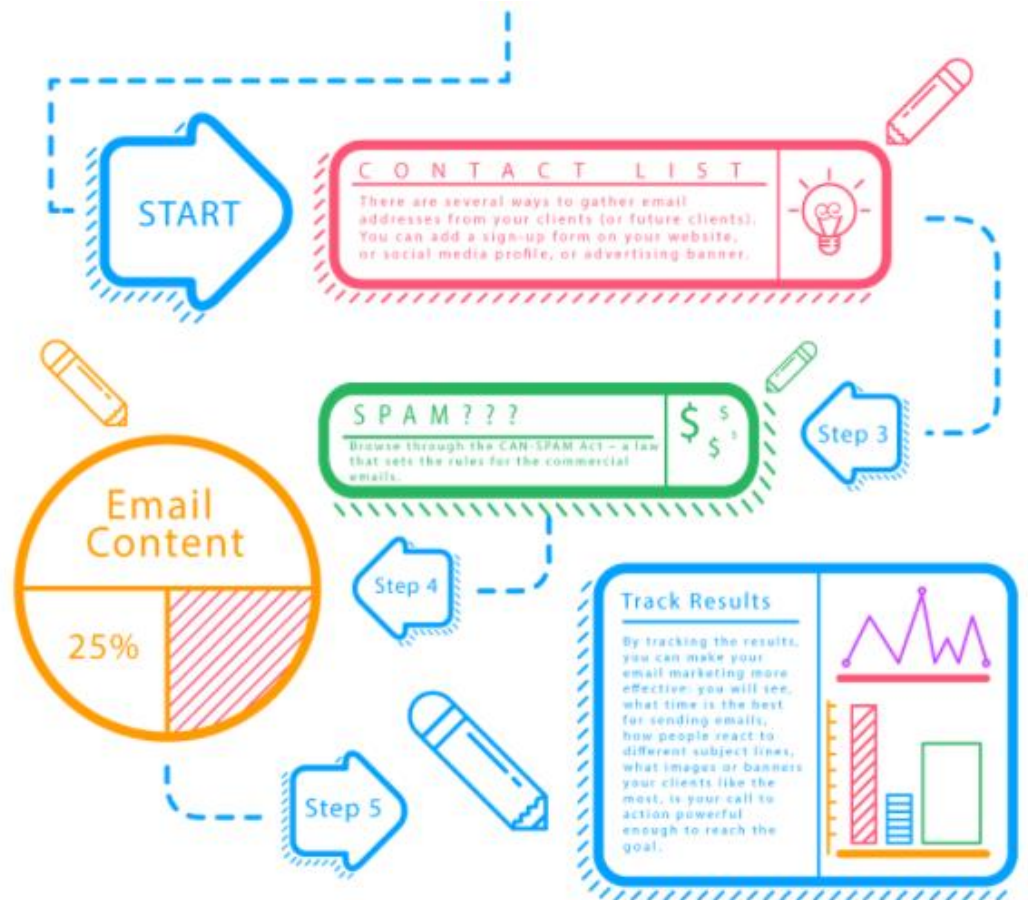 START
CONTACT LIST
There are several ways to gather email
addresses from your clients (or future clients).
You can add a sign-up form on your website,
or social media profile, or advertising banner.
Step 3
SPAM???
$ $ $ $
Browse through the CAN-SPAM Act – a law
that sets the rules for the commercial
emails.
Step 4
Email
Content
25%
Step 5
Track Results
By tracking the results,
you can make your
email marketing more
effective: you will see,
what time is the best
for sending emails,
how people react to
different subject lines,
what images or banners
your clients like the
most, is your call to
action powerful
enough to reach the
goal.